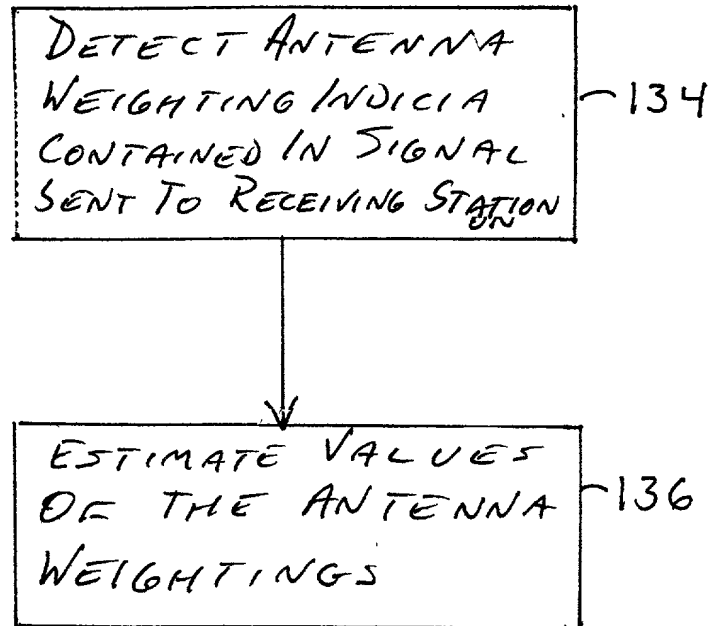 DETECT ANTENNA
WEIGHTING INDICIA
CONTAINED IN SIGNAL
SENT TO RECEIVING STATION
ON
134
ESTIMATE VALUES
OF THE ANTENNA
WEIGHTINGS
136